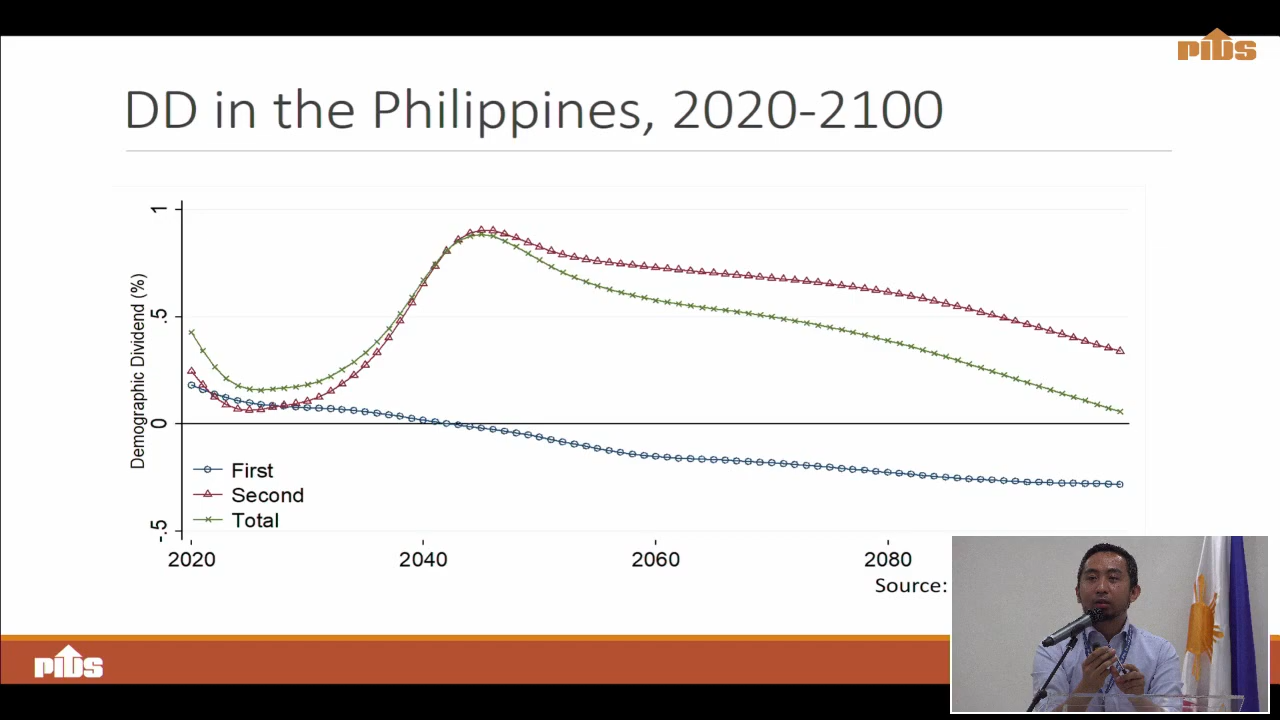 PIDS
DD in the Philippines, 2020-2100
Demographic Dividend (%)
1
.5
0
-.5
First
Second
Total
2020
2040
2060
2080
Source:
PIDS